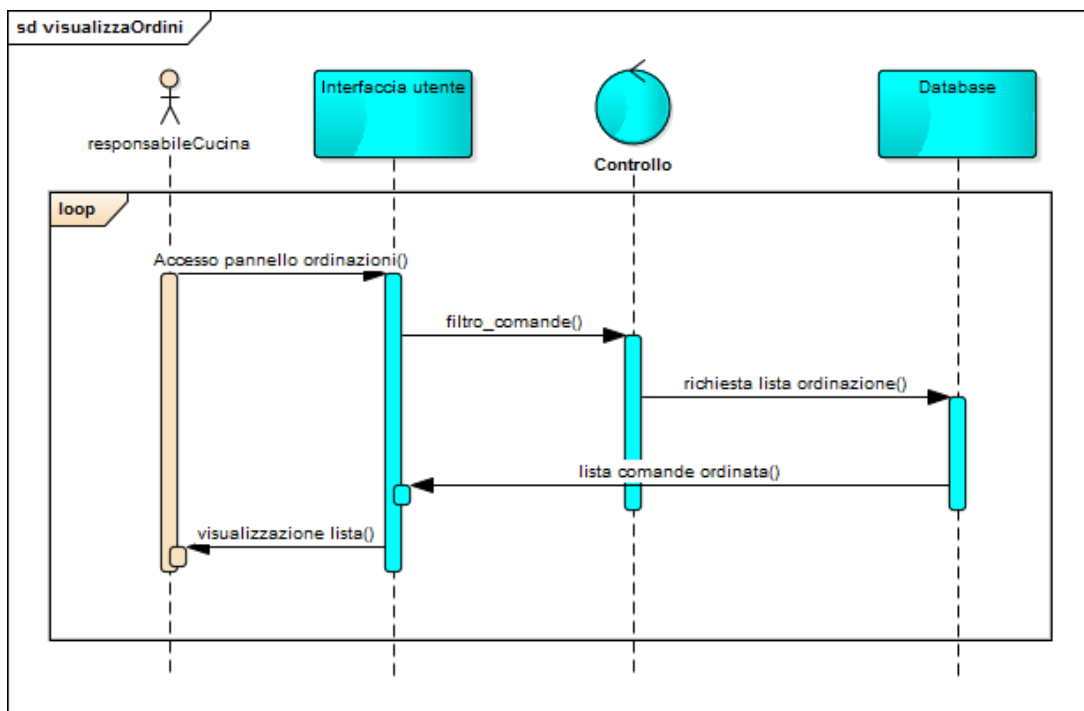 sd visualizzaOrdini
responsabileCucina
Interfaccia utente
Controllo
Database
loop
Accesso pannello ordinazioni()
filtro_comande()
richiesta lista ordinazione()
lista comande ordinata()
visualizzazione lista()